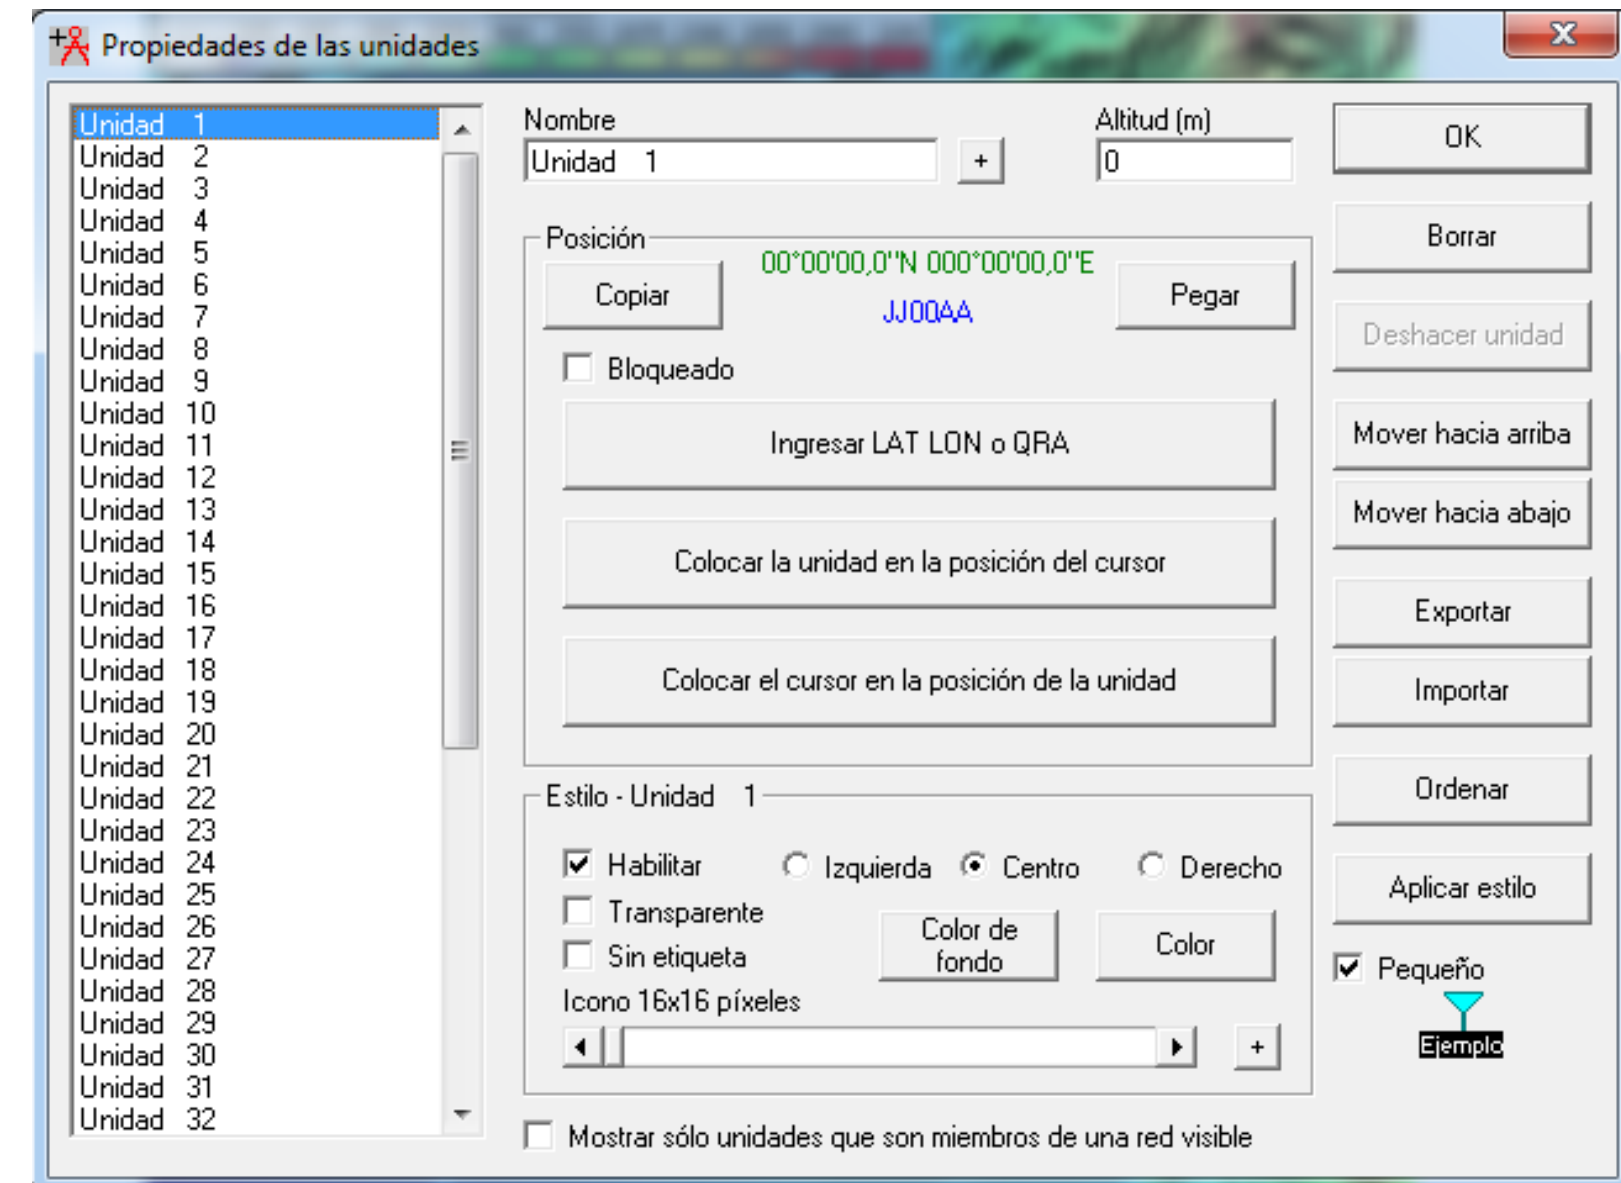 Propiedades de las unidades
Unidad 1
Unidad 2
Unidad 3
Unidad 4
Unidad 5
Unidad 6
Unidad 7
Unidad 8
Unidad 9
Unidad 10
Unidad 11
Unidad 12
Unidad 13
Unidad 14
Unidad 15
Unidad 16
Unidad 17
Unidad 18
Unidad 19
Unidad 20
Unidad 21
Unidad 22
Unidad 23
Unidad 24
Unidad 25
Unidad 26
Unidad 27
Unidad 28
Unidad 29
Unidad 30
Unidad 31
Unidad 32
Nombre
Unidad 1
+
Altitud (m)
0
Posición
Copiar
00°00'00,0''N 000°00'00,0''E
JJ00AA
Pegar
Bloqueado
Ingresar LAT LON o QRA
Colocar la unidad en la posición del cursor
Colocar el cursor en la posición de la unidad
Estilo - Unidad 1
Habilitar
Izquierda
Centro
Derecho
Transparente
Sin etiqueta
Color de
fondo
Color
Icono 16x16 píxeles
+
Mostrar sólo unidades que son miembros de una red visible
OK
Borrar
Deshacer unidad
Mover hacia arriba
Mover hacia abajo
Exportar
Importar
Ordenar
Aplicar estilo
Pequeño
Ejemplo